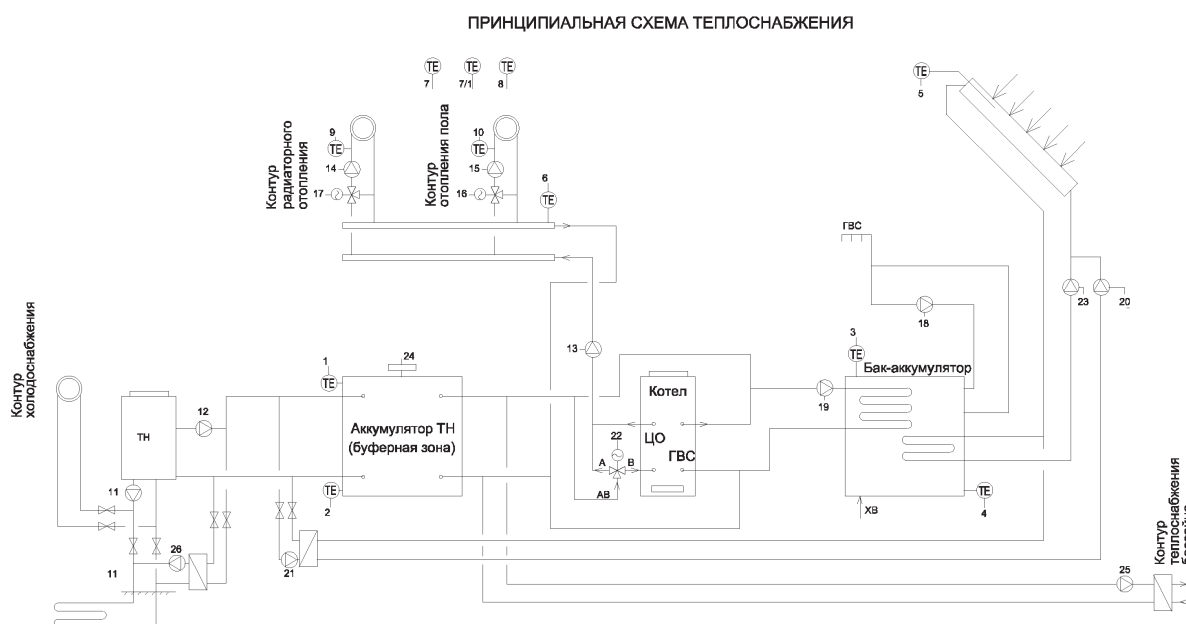 ПРИНЦИПИАЛЬНАЯ СХЕМА ТЕПЛОСНАБЖЕНИЯ
TE
7
TE
7/1
TE
8
TE
5
Контур
радиаторного
отопления
9
TE
14
17
Контур
отопления пола
10
TE
15
16
6
TE
ГВС
18
23
20
Контур
холодоснабжения
ТН
12
11
11
26
1
TE
24
Аккумулятор ТН
(буферная зона)
TE
2
21
13
22
A
B
AB
Котел
ЦО
ГВС
19
3
TE
Бак-аккумулятор
ХВ
TE
4
25
Контур
теплоснабжения